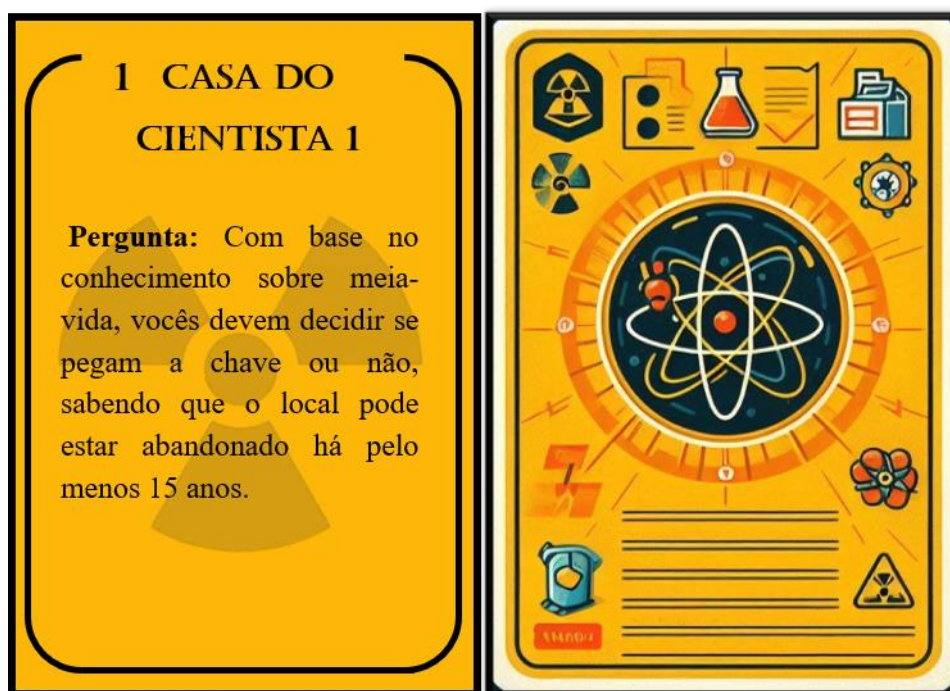 1 CASA DO
CIENTISTA 1
Pergunta: Com base no
conhecimento sobre meia-
vida, vocês devem decidir se
pegam a chave ou não,
sabendo que o local pode
estar abandonado há pelo
menos 15 anos.